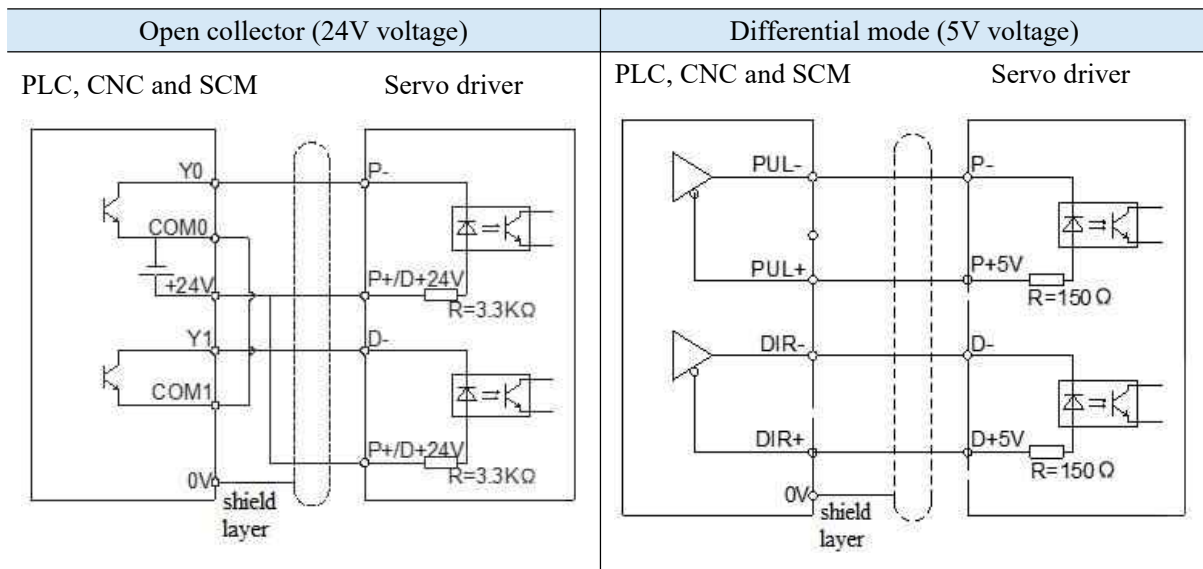 Open collector (24V voltage)
Differential mode (5V voltage)
PLC, CNC and SCM
Servo driver
Y0
P-
COM0
+24V
P+/D+24V
R=3.3KΩ
Y1
D-
COM1
P+/D+24V
R=3.3KΩ
0V
shield
layer
PLC, CNC and SCM
Servo driver
PUL-
P-
PUL+
P+5V
R=150Ω
DIR-
D-
DIR+
D+5V
R=150Ω
0V
shield
layer